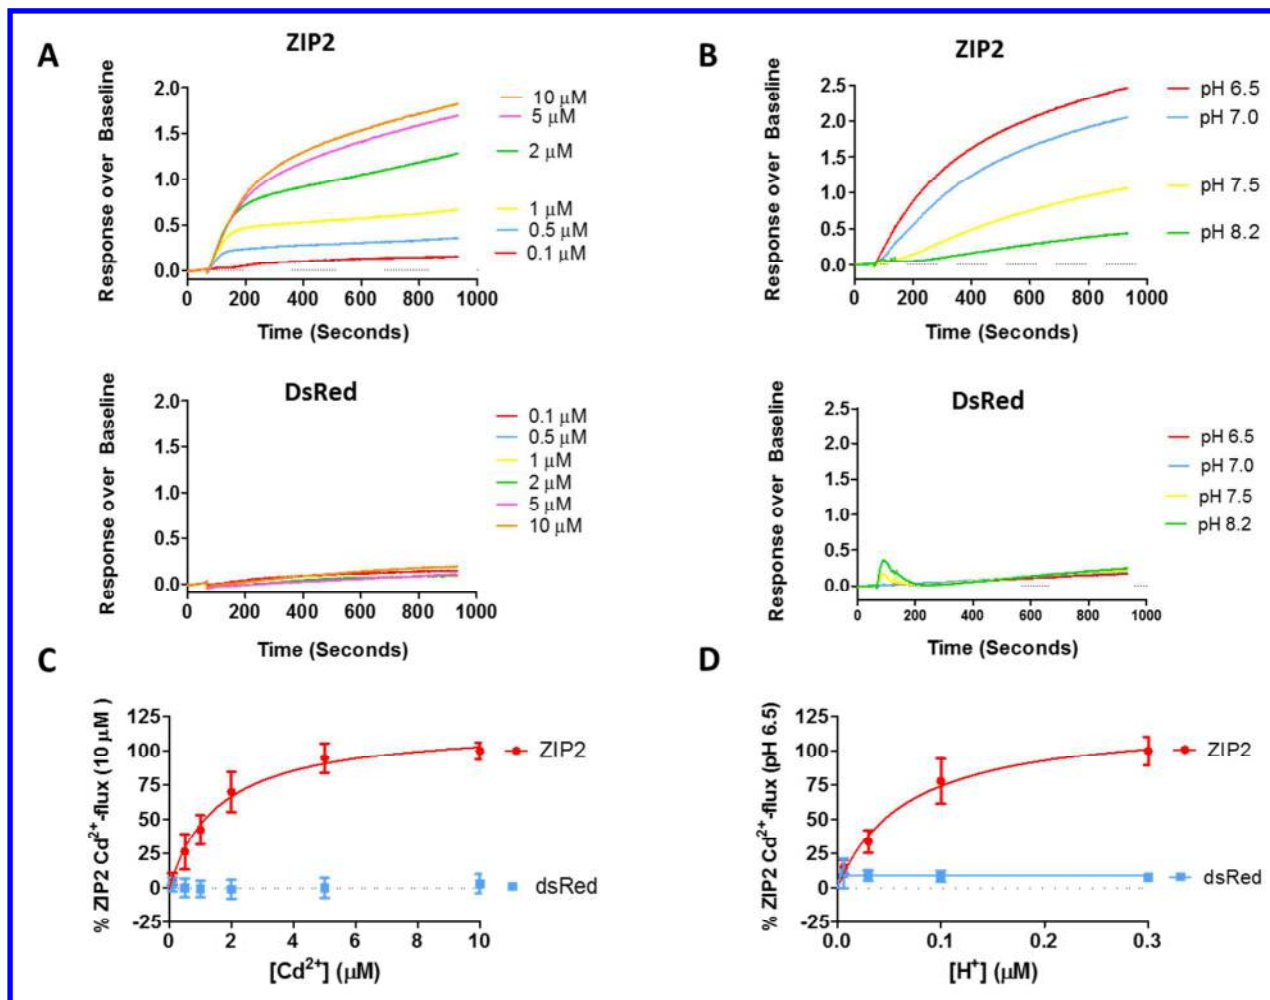 A
ZIP2
Response over Baseline
2.0
1.5
1.0
0.5
0.0
0 200 400 600 800 1000
Time (Seconds)
10 μM
5 μM
2 μM
1 μM
0.5 μM
0.1 μM
B
ZIP2
Response over Baseline
2.5
2.0
1.5
1.0
0.5
0.0
0 200 400 600 800 1000
Time (Seconds)
pH 6.5
pH 7.0
pH 7.5
pH 8.2
DsRed
Response over Baseline
2.0
1.5
1.0
0.5
0.0
0 200 400 600 800 1000
Time (Seconds)
0.1 μM
0.5 μM
1 μM
2 μM
5 μM
10 μM
DsRed
Response over Baseline
2.5
2.0
1.5
1.0
0.5
0.0
0 200 400 600 800 1000
Time (Seconds)
pH 6.5
pH 7.0
pH 7.5
pH 8.2
C
% ZIP2 Cd²⁺-flux (10 μM)
125
100
75
50
25
0
-25
0 2 4 6 8 10
[Cd²⁺] (μM)
ZIP2
dsRed
D
% ZIP2 Cd²⁺-flux (pH 6.5)
125
100
75
50
25
0
-25
0.0 0.1 0.2 0.3
[H⁺] (μM)
ZIP2
dsRed